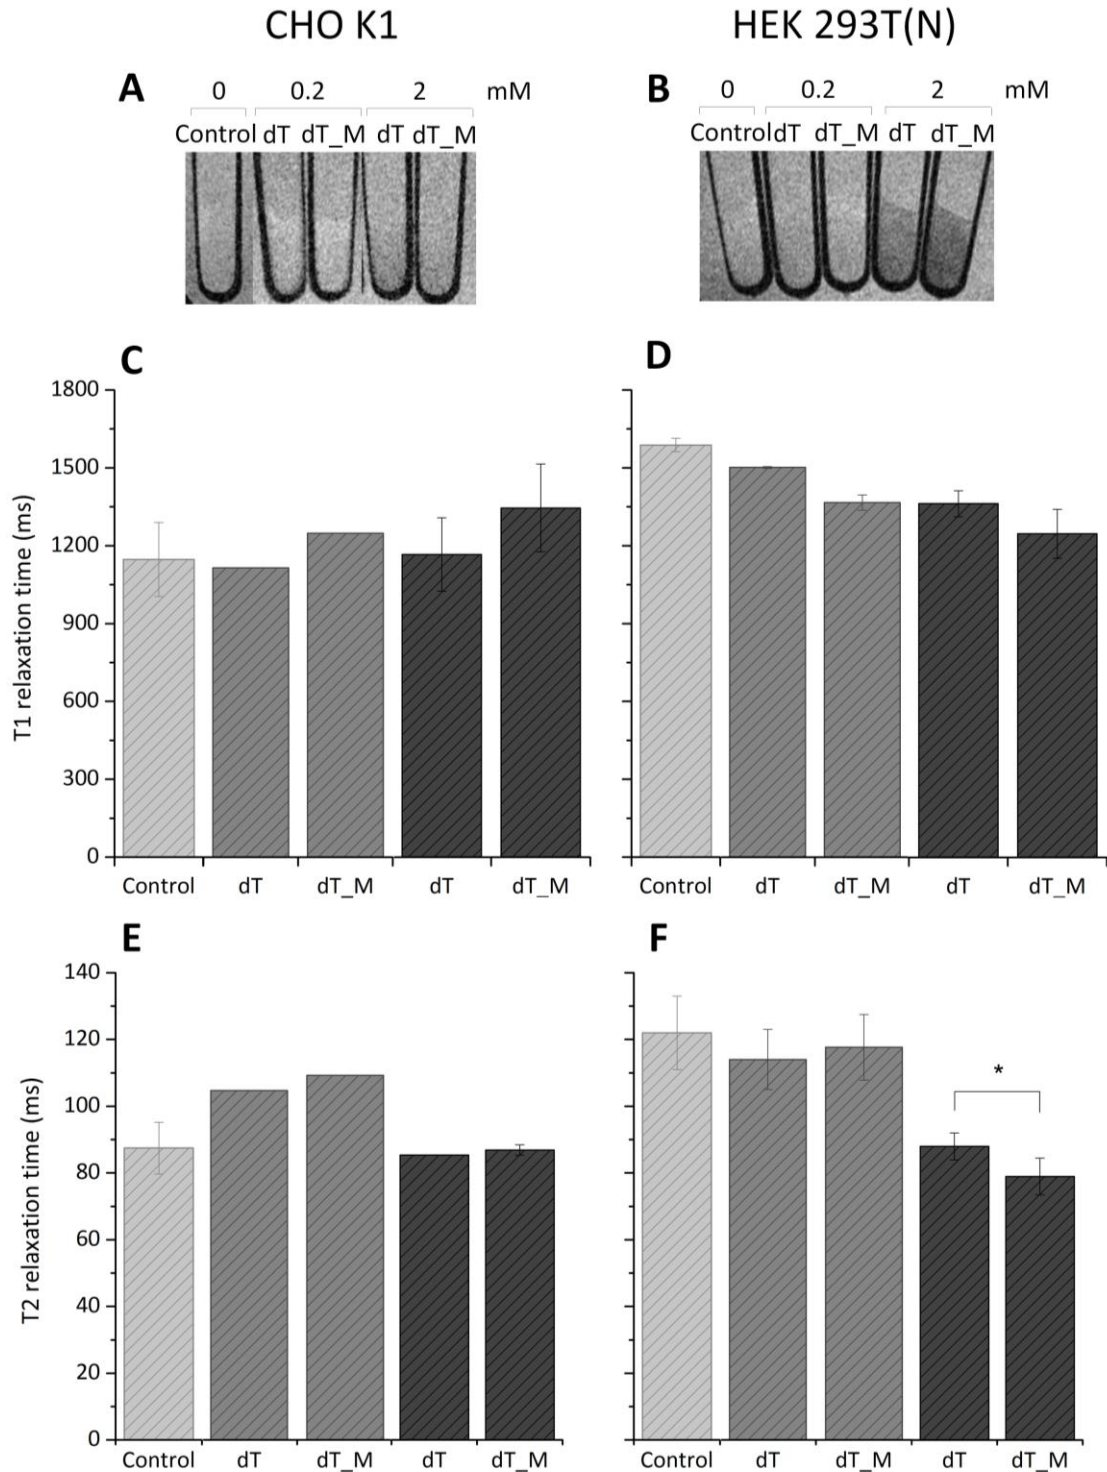 CHO K1 HEK 293T(N)
A 0 0.2 2 mM B 0 0.2 2 mM
Control dT dT_M dT dT_M Control dT dT_M dT dT_M
C D
1800
1500
1200
900
600
300
0
T1 relaxation time (ms)
Control dT dT_M dT dT_M Control dT dT_M dT dT_M
E F
140
120
100
80
60
40
20
0
T2 relaxation time (ms)
*
Control dT dT_M dT dT_M Control dT dT_M dT dT_M